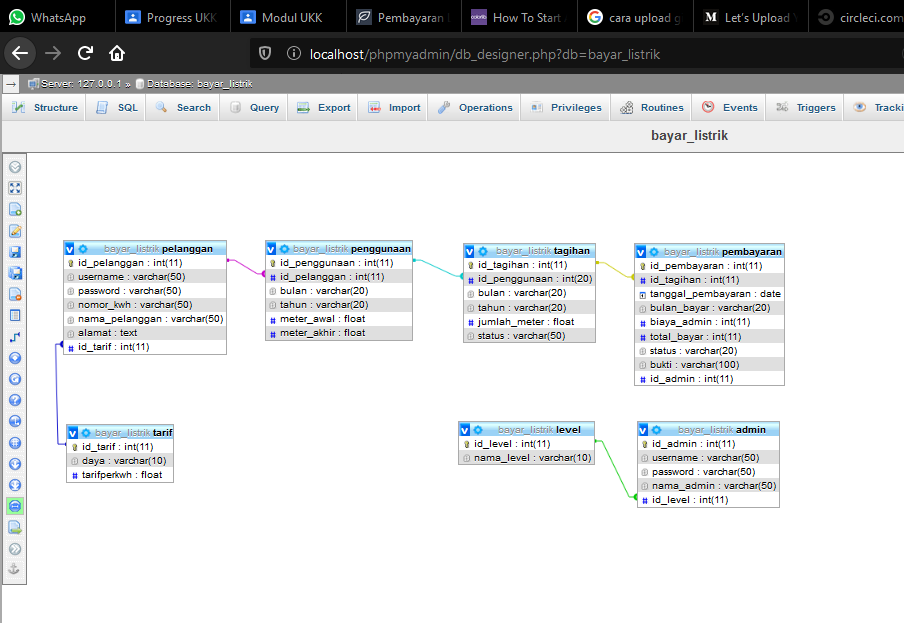 WhatsApp
Progress UKK
Modul UKK
Pembayaran
How To Start
cara upload g
Let's Upload
circleci.com
localhost/phpmyadmin/db_designer.php?db=bayar_listrik
Server: 127.0.0.1 » Database: bayar_listrik
Structure SQL Search Query Export Import Operations Privileges Routines Events Triggers Tracki
bayar_listrik
bayar_listrik pelanggan
id_pelanggan : int(11)
username : varchar(50)
password : varchar(50)
nomor_kwh : varchar(50)
nama_pelanggan : varchar(50)
alamat : text
id_tarif : int(11)
bayar_listrik penggunaan
id_penggunaan : int(11)
id_pelanggan : int(11)
bulan : varchar(20)
tahun : varchar(20)
meter_awal : float
meter_akhir : float
bayar_listrik tagihan
id_tagihan : int(11)
id_penggunaan : int(20)
bulan : varchar(20)
tahun : varchar(20)
jumlah_meter : float
status : varchar(50)
bayar_listrik pembayaran
id_pembayaran : int(11)
id_tagihan : int(11)
tanggal_pembayaran : date
bulan_bayar : varchar(20)
biaya_admin : int(11)
total_bayar : int(11)
status : varchar(20)
bukti : varchar(100)
id_admin : int(11)
bayar_listrik tarif
id_tarif : int(11)
daya : varchar(10)
tarifperkwh : float
bayar_listrik level
id_level : int(11)
nama_level : varchar(10)
bayar_listrik admin
id_admin : int(11)
username : varchar(50)
password : varchar(50)
nama_admin : varchar(50)
id_level : int(11)